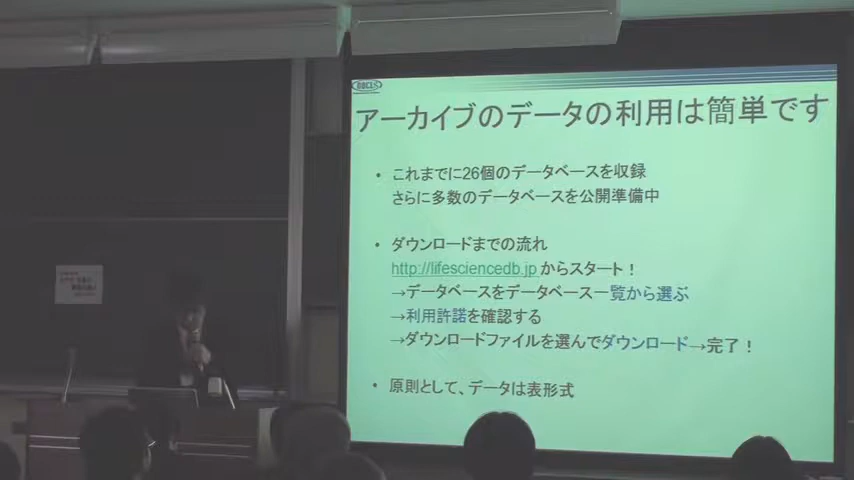 DBCLS
アーカイブのデータの利用は簡単です
・ これまでに26個のデータベースを収録
さらに多数のデータベースを公開準備中
・ ダウンロードまでの流れ
http://lifesciencedb.jp からスタート！
→データベースをデータベース一覧から選ぶ
→利用許諾を確認する
→ダウンロードファイルを選んでダウンロード→完了！
・ 原則として、データは表形式